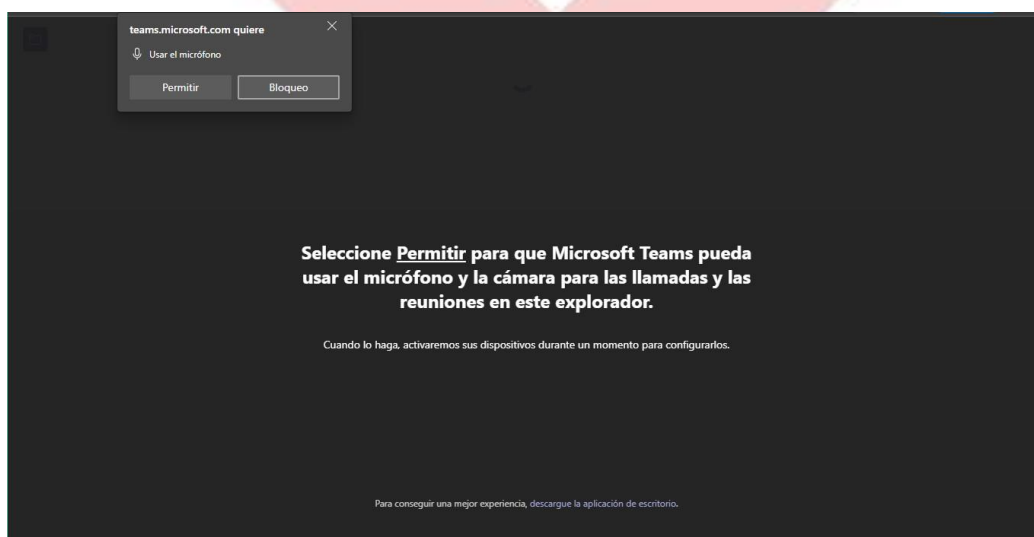 teams.microsoft.com quiere
Usar el micrófono
Permitir Bloqueo
Seleccione Permitir para que Microsoft Teams pueda
usar el micrófono y la cámara para las llamadas y las
reuniones en este explorador.
Cuando lo haga, activaremos sus dispositivos durante un momento para configurarlos.
Para conseguir una mejor experiencia, descargue la aplicación de escritorio.